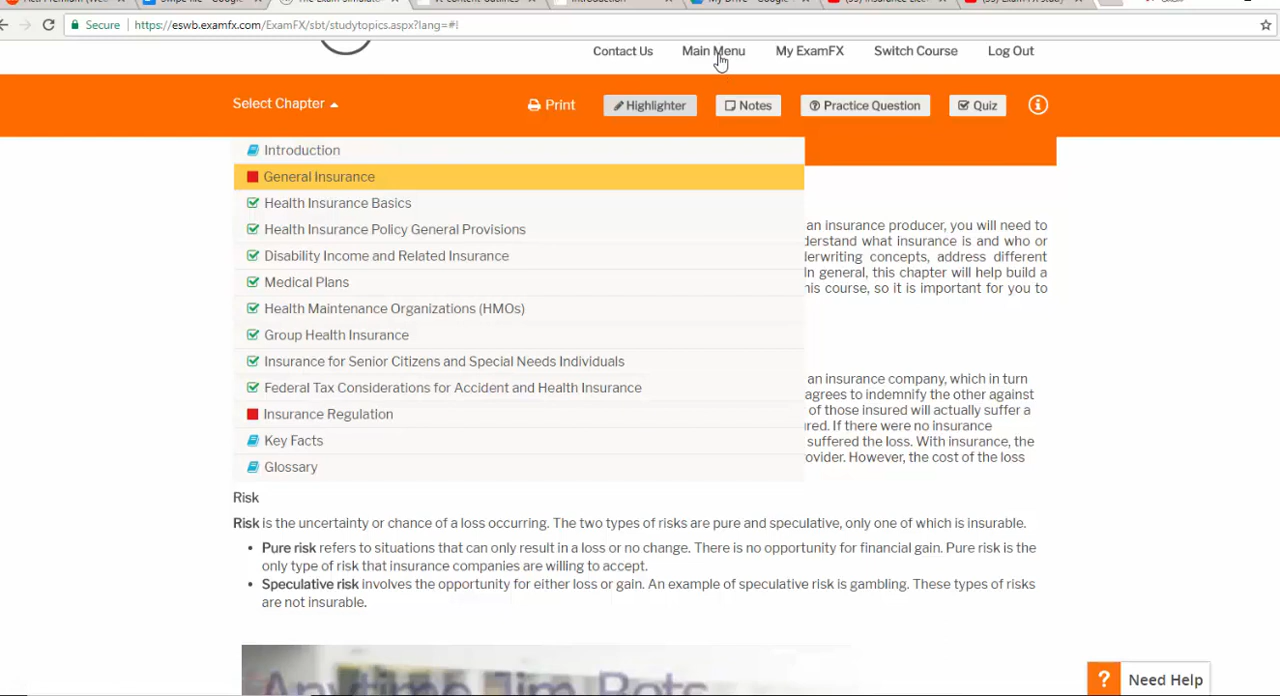 Secure https://eswb.examfx.com/ExamFX/sbt/studytopics.aspx?lang=#!
Contact Us Main Menu My ExamFX Switch Course Log Out
Select Chapter Print Highlighter Notes Practice Question Quiz
Introduction
General Insurance
Health Insurance Basics
an insurance producer, you will need to
Health Insurance Policy General Provisions
derstand what insurance is and who or
derwriting concepts, address different
Disability Income and Related Insurance
In general, this chapter will help build a
Medical Plans
his course, so it is important for you to
Health Maintenance Organizations (HMOs)
Group Health Insurance
Insurance for Senior Citizens and Special Needs Individuals
an insurance company, which in turn
Federal Tax Considerations for Accident and Health Insurance
agrees to indemnify the other against
of those insured will actually suffer a
Insurance Regulation
ured. If there were no insurance
Key Facts
suffered the loss. With insurance, the
ovider. However, the cost of the loss
Glossary
Risk
Risk is the uncertainty or chance of a loss occurring. The two types of risks are pure and speculative, only one of which is insurable.
• Pure risk refers to situations that can only result in a loss or no change. There is no opportunity for financial gain. Pure risk is the
only type of risk that insurance companies are willing to accept.
• Speculative risk involves the opportunity for either loss or gain. An example of speculative risk is gambling. These types of risks
are not insurable.
Anytime Jim Bets
? Need Help